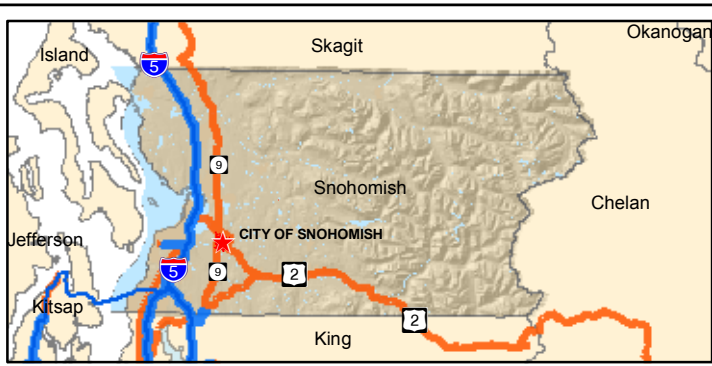 Okanogan
Skagit
Island
5
9
Snohomish
Chelan
CITY OF SNOHOMISH
Jefferson
5
9
2
Kitsap
2
King